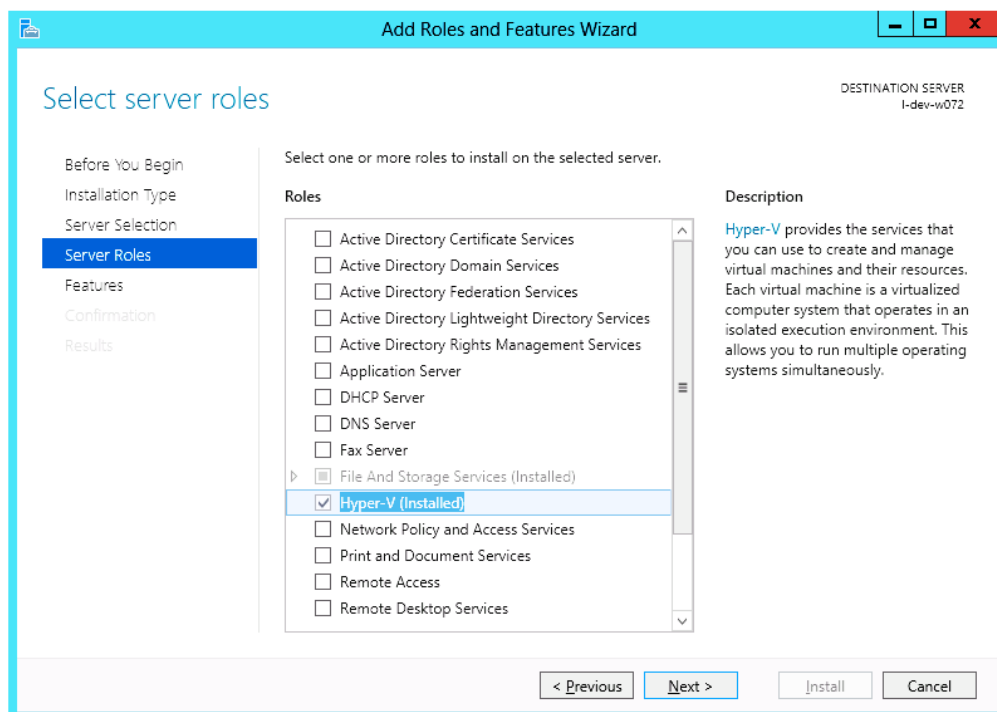 Add Roles and Features Wizard
Select server roles
DESTINATION SERVER
l-dev-w072
Before You Begin
Installation Type
Server Selection
Server Roles
Features
Confirmation
Results
Select one or more roles to install on the selected server.
Roles
Active Directory Certificate Services
Active Directory Domain Services
Active Directory Federation Services
Active Directory Lightweight Directory Services
Active Directory Rights Management Services
Application Server
DHCP Server
DNS Server
Fax Server
File And Storage Services (Installed)
Hyper-V (Installed)
Network Policy and Access Services
Print and Document Services
Remote Access
Remote Desktop Services
Description
Hyper-V provides the services that
you can use to create and manage
virtual machines and their resources.
Each virtual machine is a virtualized
computer system that operates in an
isolated execution environment. This
allows you to run multiple operating
systems simultaneously.
< Previous
Next >
Install
Cancel